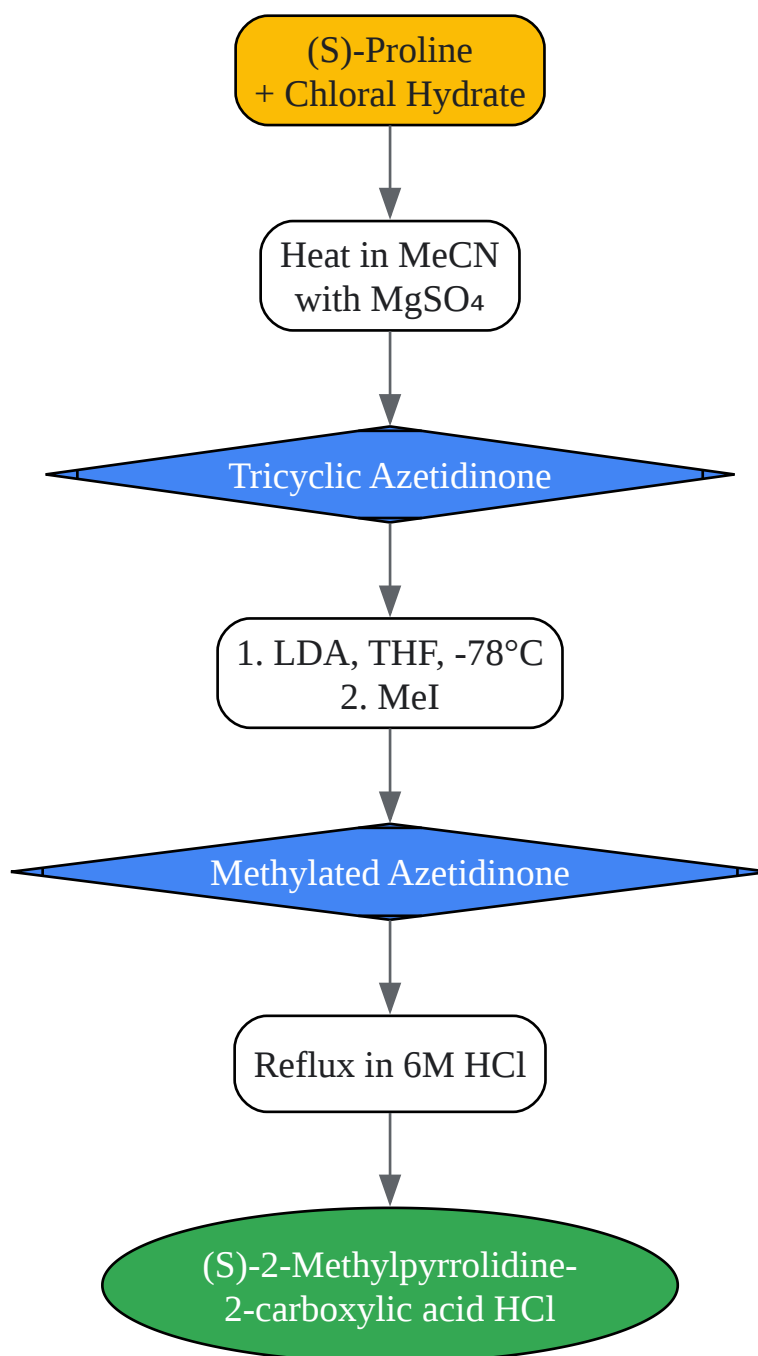 (S)-Proline
+ Chloral Hydrate
Heat in MeCN
with MgSO₄
Tricyclic Azetidinone
1. LDA, THF, -78°C
2. MeI
Methylated Azetidinone
Reflux in 6M HCl
(S)-2-Methylpyrrolidine-
2-carboxylic acid HCl